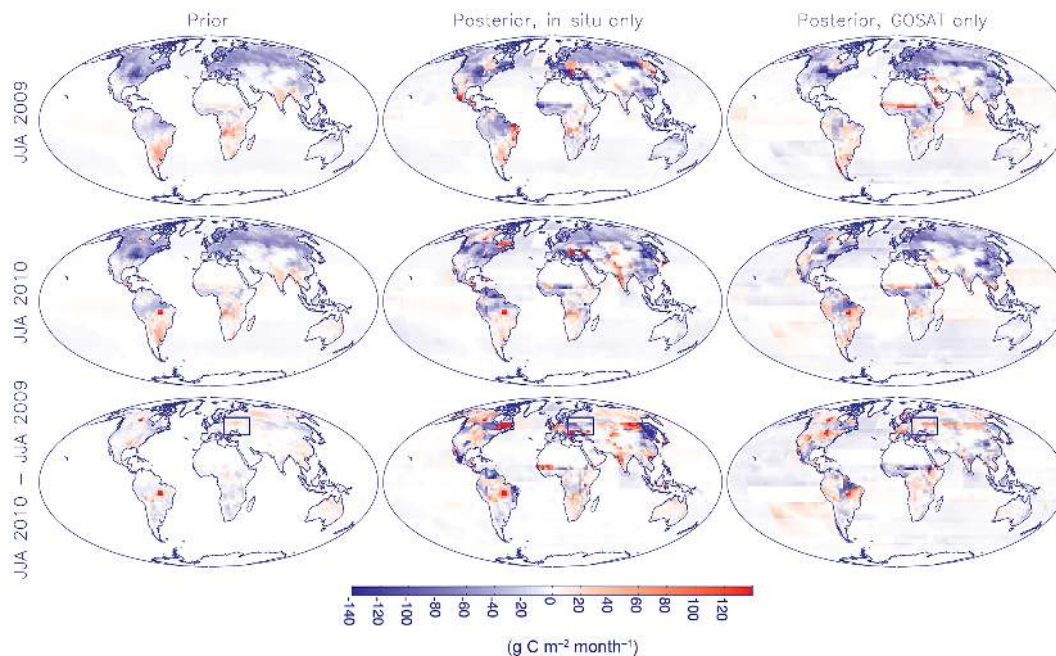 Prior
Posterior, in situ only
Posterior, GOSAT only
JJA 2009
JJA 2010
JJA 2010 – JJA 2009
-140 -120 -100 -80 -60 -40 -20 0 20 40 60 80 100 120
(g C m⁻² month⁻¹)